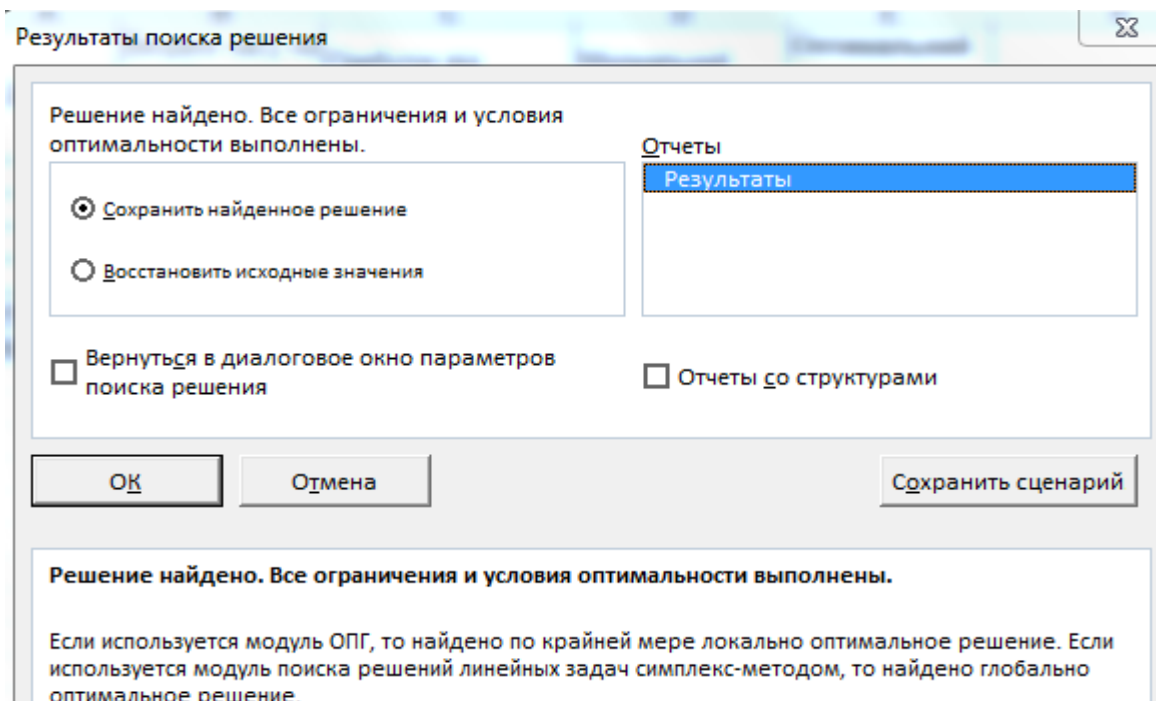 Результаты поиска решения
Решение найдено. Все ограничения и условия
оптимальности выполнены.
Отчеты
Результаты
Сохранить найденное решение
Восстановить исходные значения
Вернуться в диалоговое окно параметров
поиска решения
Отчеты со структурами
ОК
Отмена
Сохранить сценарий
Решение найдено. Все ограничения и условия оптимальности выполнены.
Если используется модуль ОПГ, то найдено по крайней мере локально оптимальное решение. Если
используется модуль поиска решений линейных задач симплекс-методом, то найдено глобально
оптимальное решение.